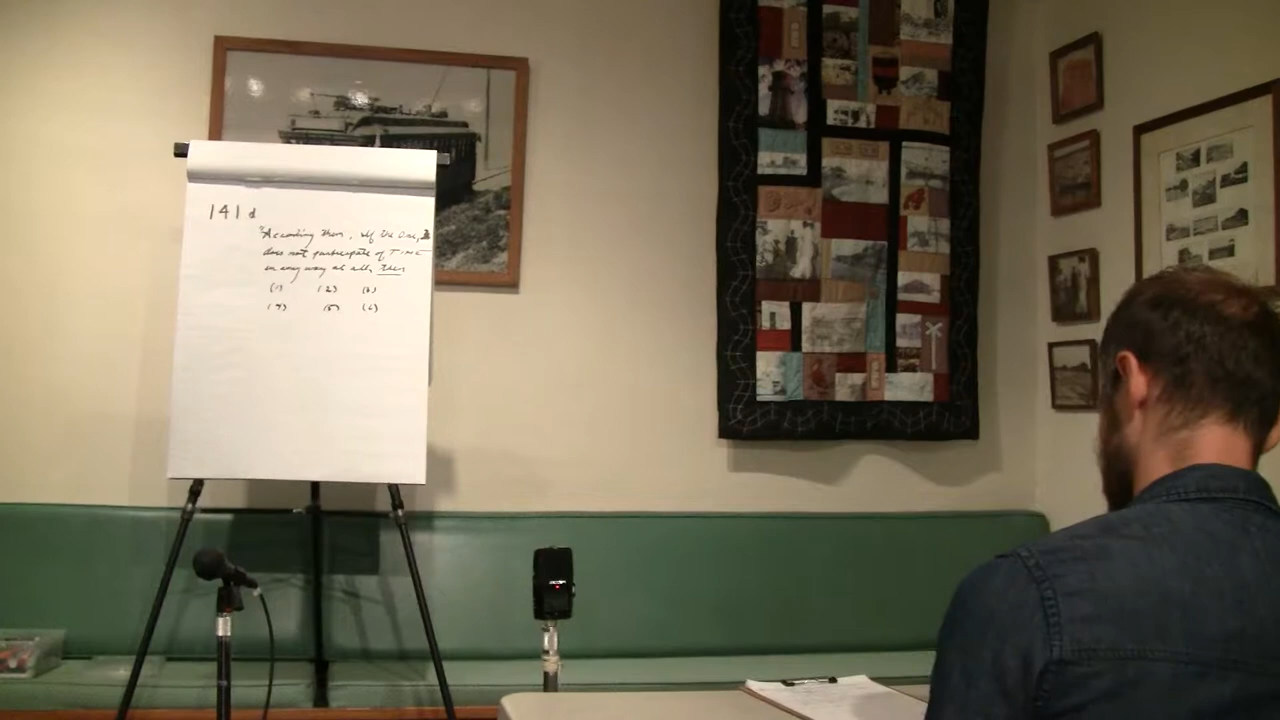 141 d
"According then, if the One,
does not participate of TIME
in any way at all, then
(1) (2) (3)
(4) (5) (6)